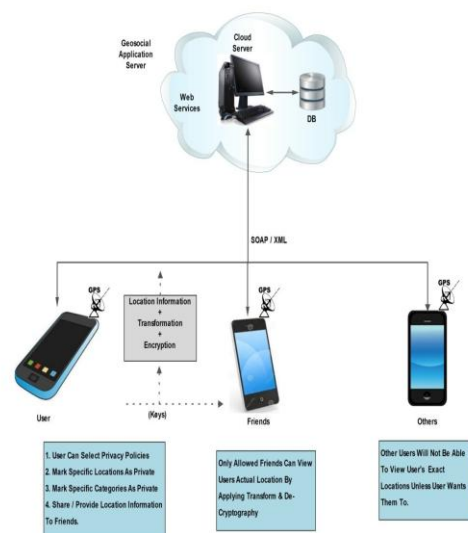 Geosocial
Application
Server
Cloud
Server
Web
Services
DB
SOAP / XML
GPS
GPS
GPS
Location Information
+
Transformation
+
Encryption
User
(Keys)
Friends
Others
1. User Can Select Privacy Policies
2. Mark Specific Locations As Private
3. Mark Specific Categories As Private
4. Share / Provide Location Information
To Friends.
Only Allowed Friends Can View
Users Actual Location By
Applying Transform & De-
Cryptography
Other Users Will Not Be Able
To View User's Exact
Locations Unless User Wants
Them To.